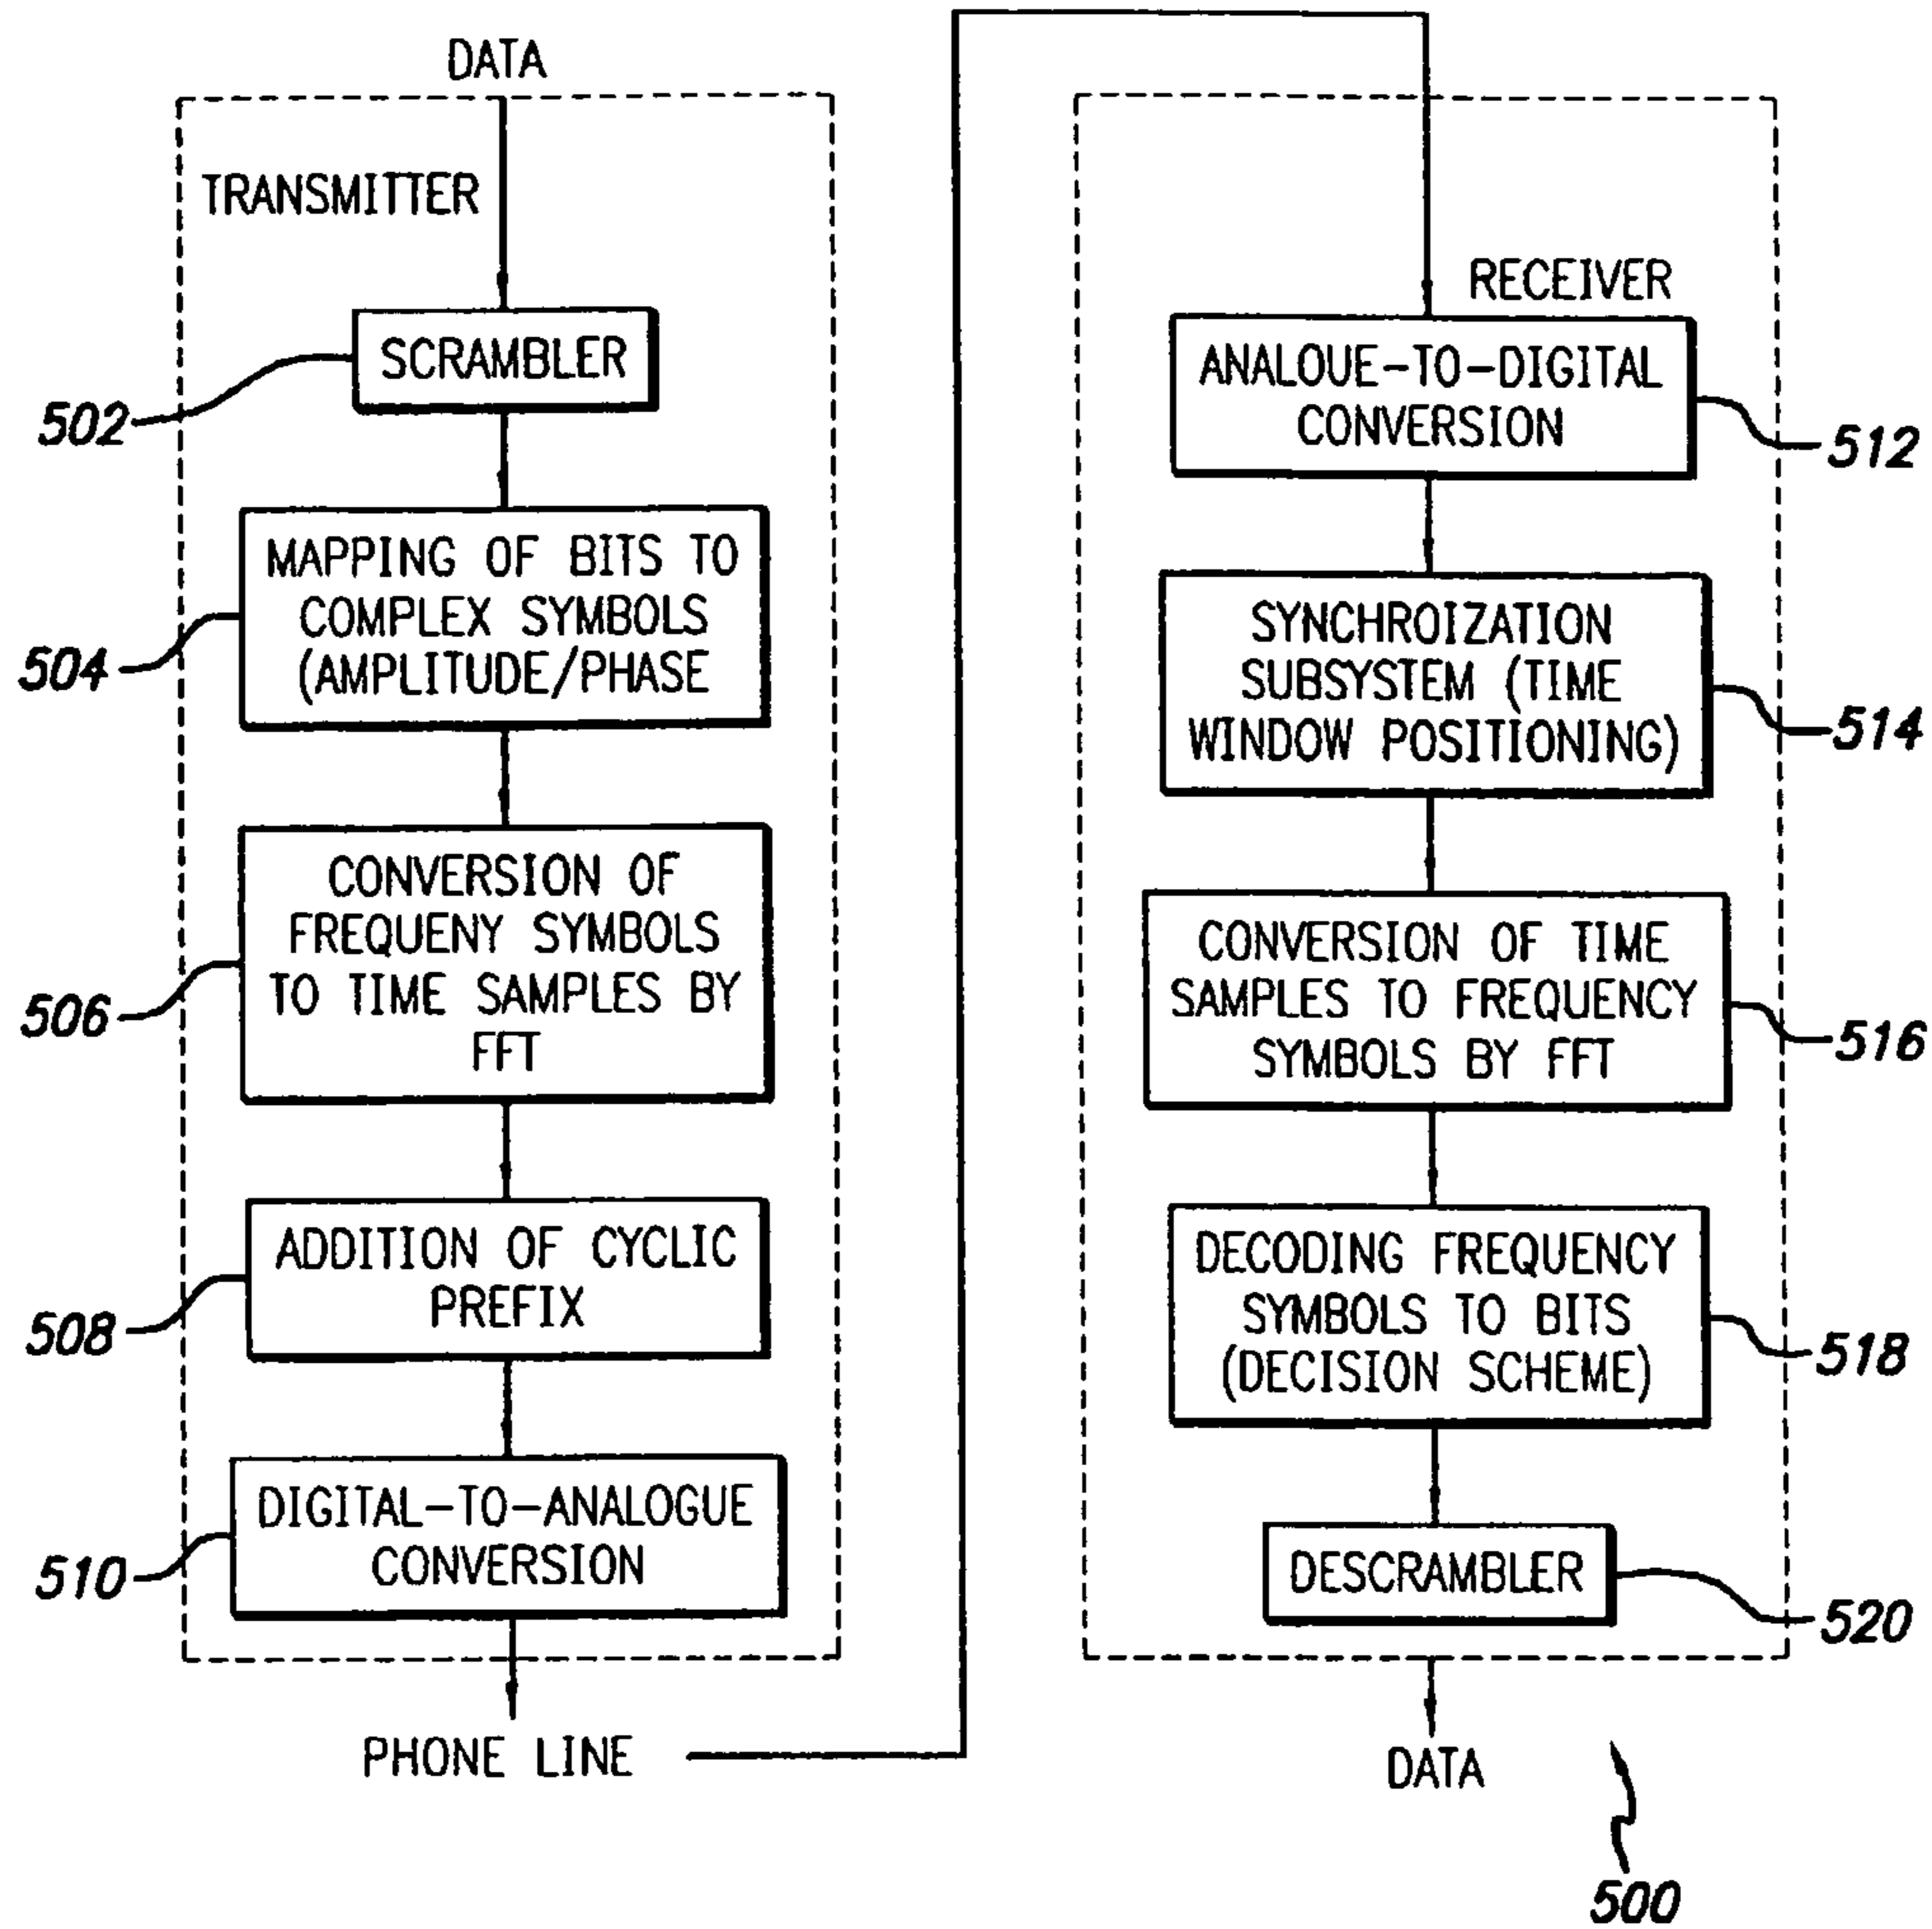 DATA
TRANSMITTER
SCRAMBLER
502
MAPPING OF BITS TO
COMPLEX SYMBOLS
(AMPLITUDE/PHASE
504
CONVERSION OF
FREQUENY SYMBOLS
TO TIME SAMPLES BY
FFT
506
ADDITION OF CYCLIC
PREFIX
508
DIGITAL-TO-ANALOGUE
CONVERSION
510
PHONE LINE
RECEIVER
ANALOUE-TO-DIGITAL
CONVERSION
512
SYNCHROIZATION
SUBSYSTEM (TIME
WINDOW POSITIONING)
514
CONVERSION OF TIME
SAMPLES TO FREQUENCY
SYMBOLS BY FFT
516
DECODING FREQUENCY
SYMBOLS TO BITS
(DECISION SCHEME)
518
DESCRAMBLER
520
DATA
500